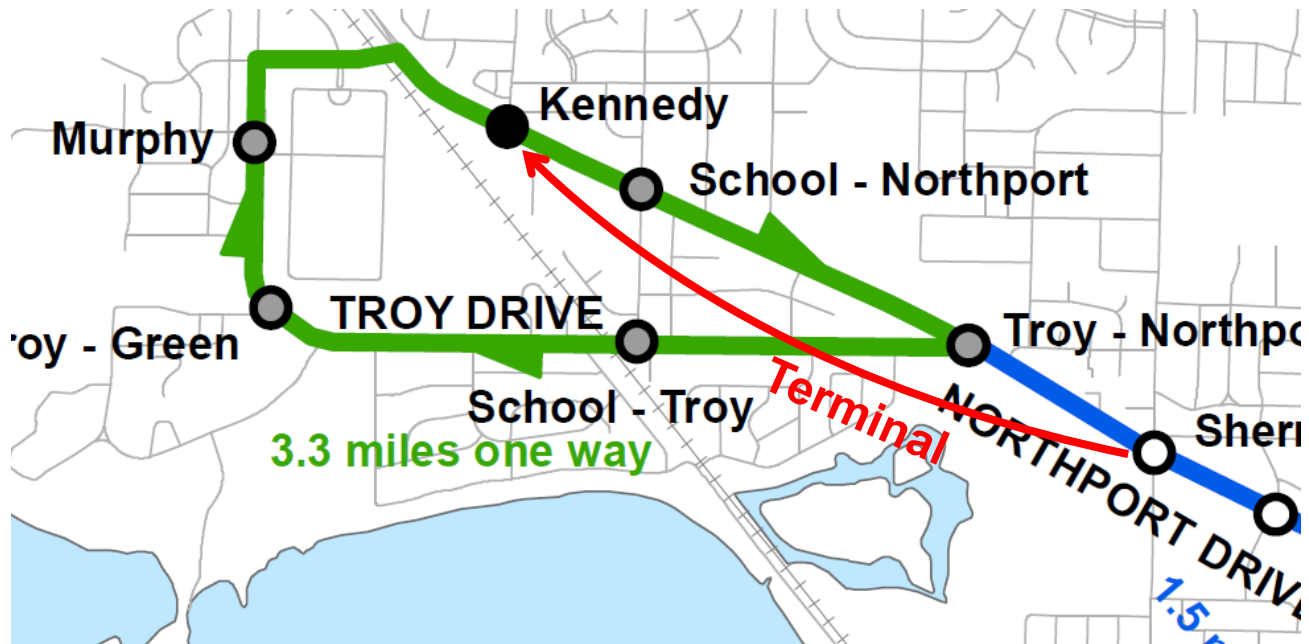 Kennedy
Murphy
School - Northport
TROY DRIVE
Troy - Northpo
oy - Green
School - Troy
Terminal
NORTHPORT DRIVE
Sherr
3.3 miles one way
1.5